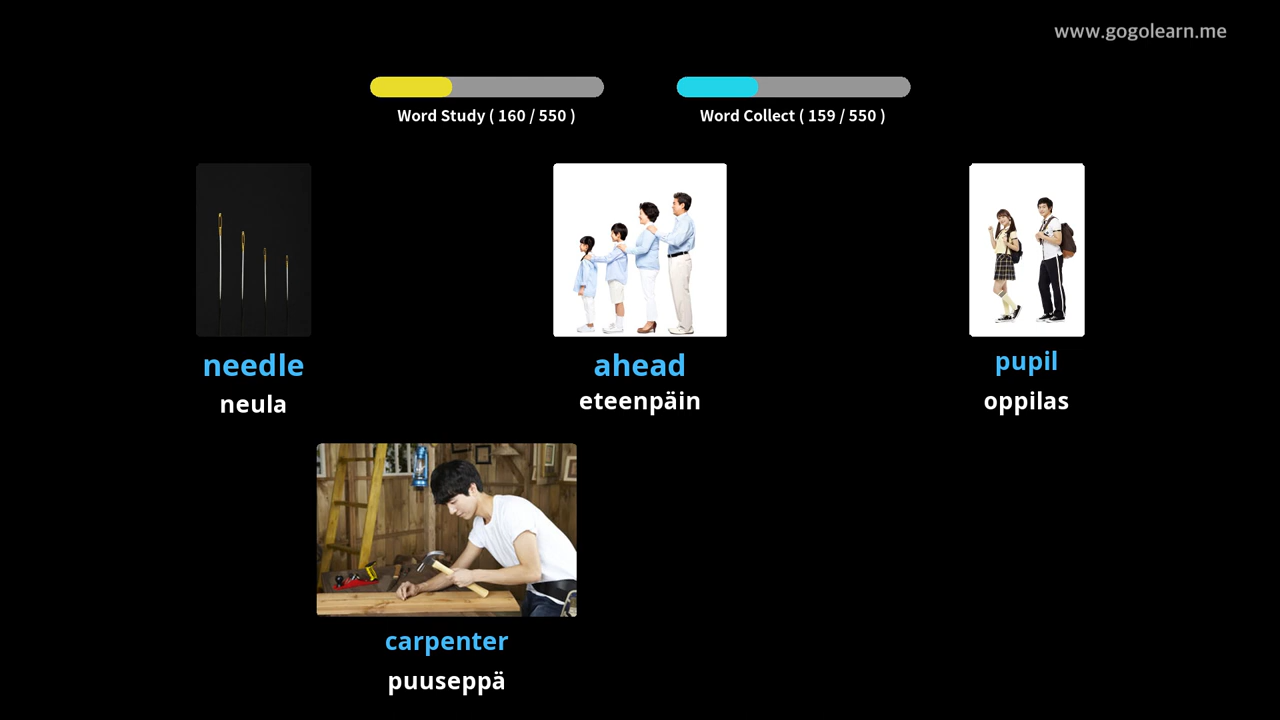 www.gogolearn.me
Word Study ( 160 / 550 )
Word Collect ( 159 / 550 )
needle
neula
ahead
eteenpäin
pupil
oppilas
carpenter
puuseppä